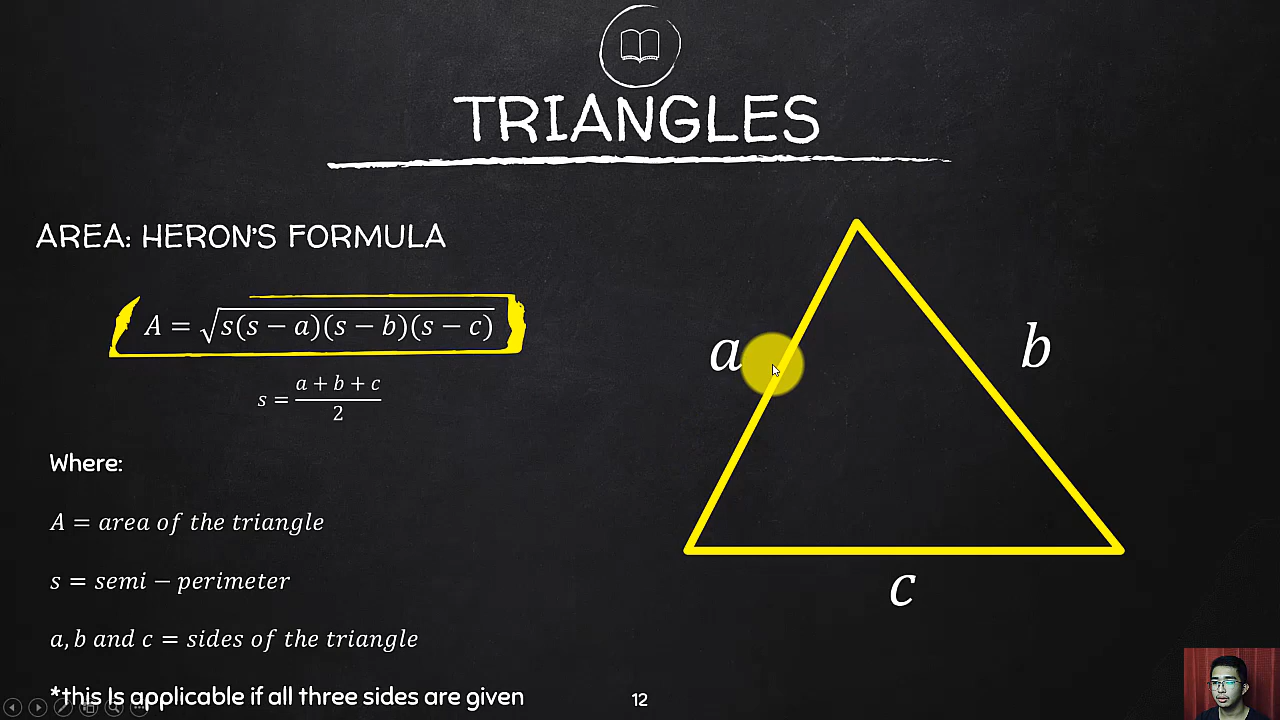 TRIANGLES
AREA: HERON'S FORMULA
A = √s(s − a)(s − b)(s − c)
s = (a + b + c)/2
Where:
A = area of the triangle
s = semi − perimeter
a, b and c = sides of the triangle
*this Is applicable if all three sides are given
a
b
c
12